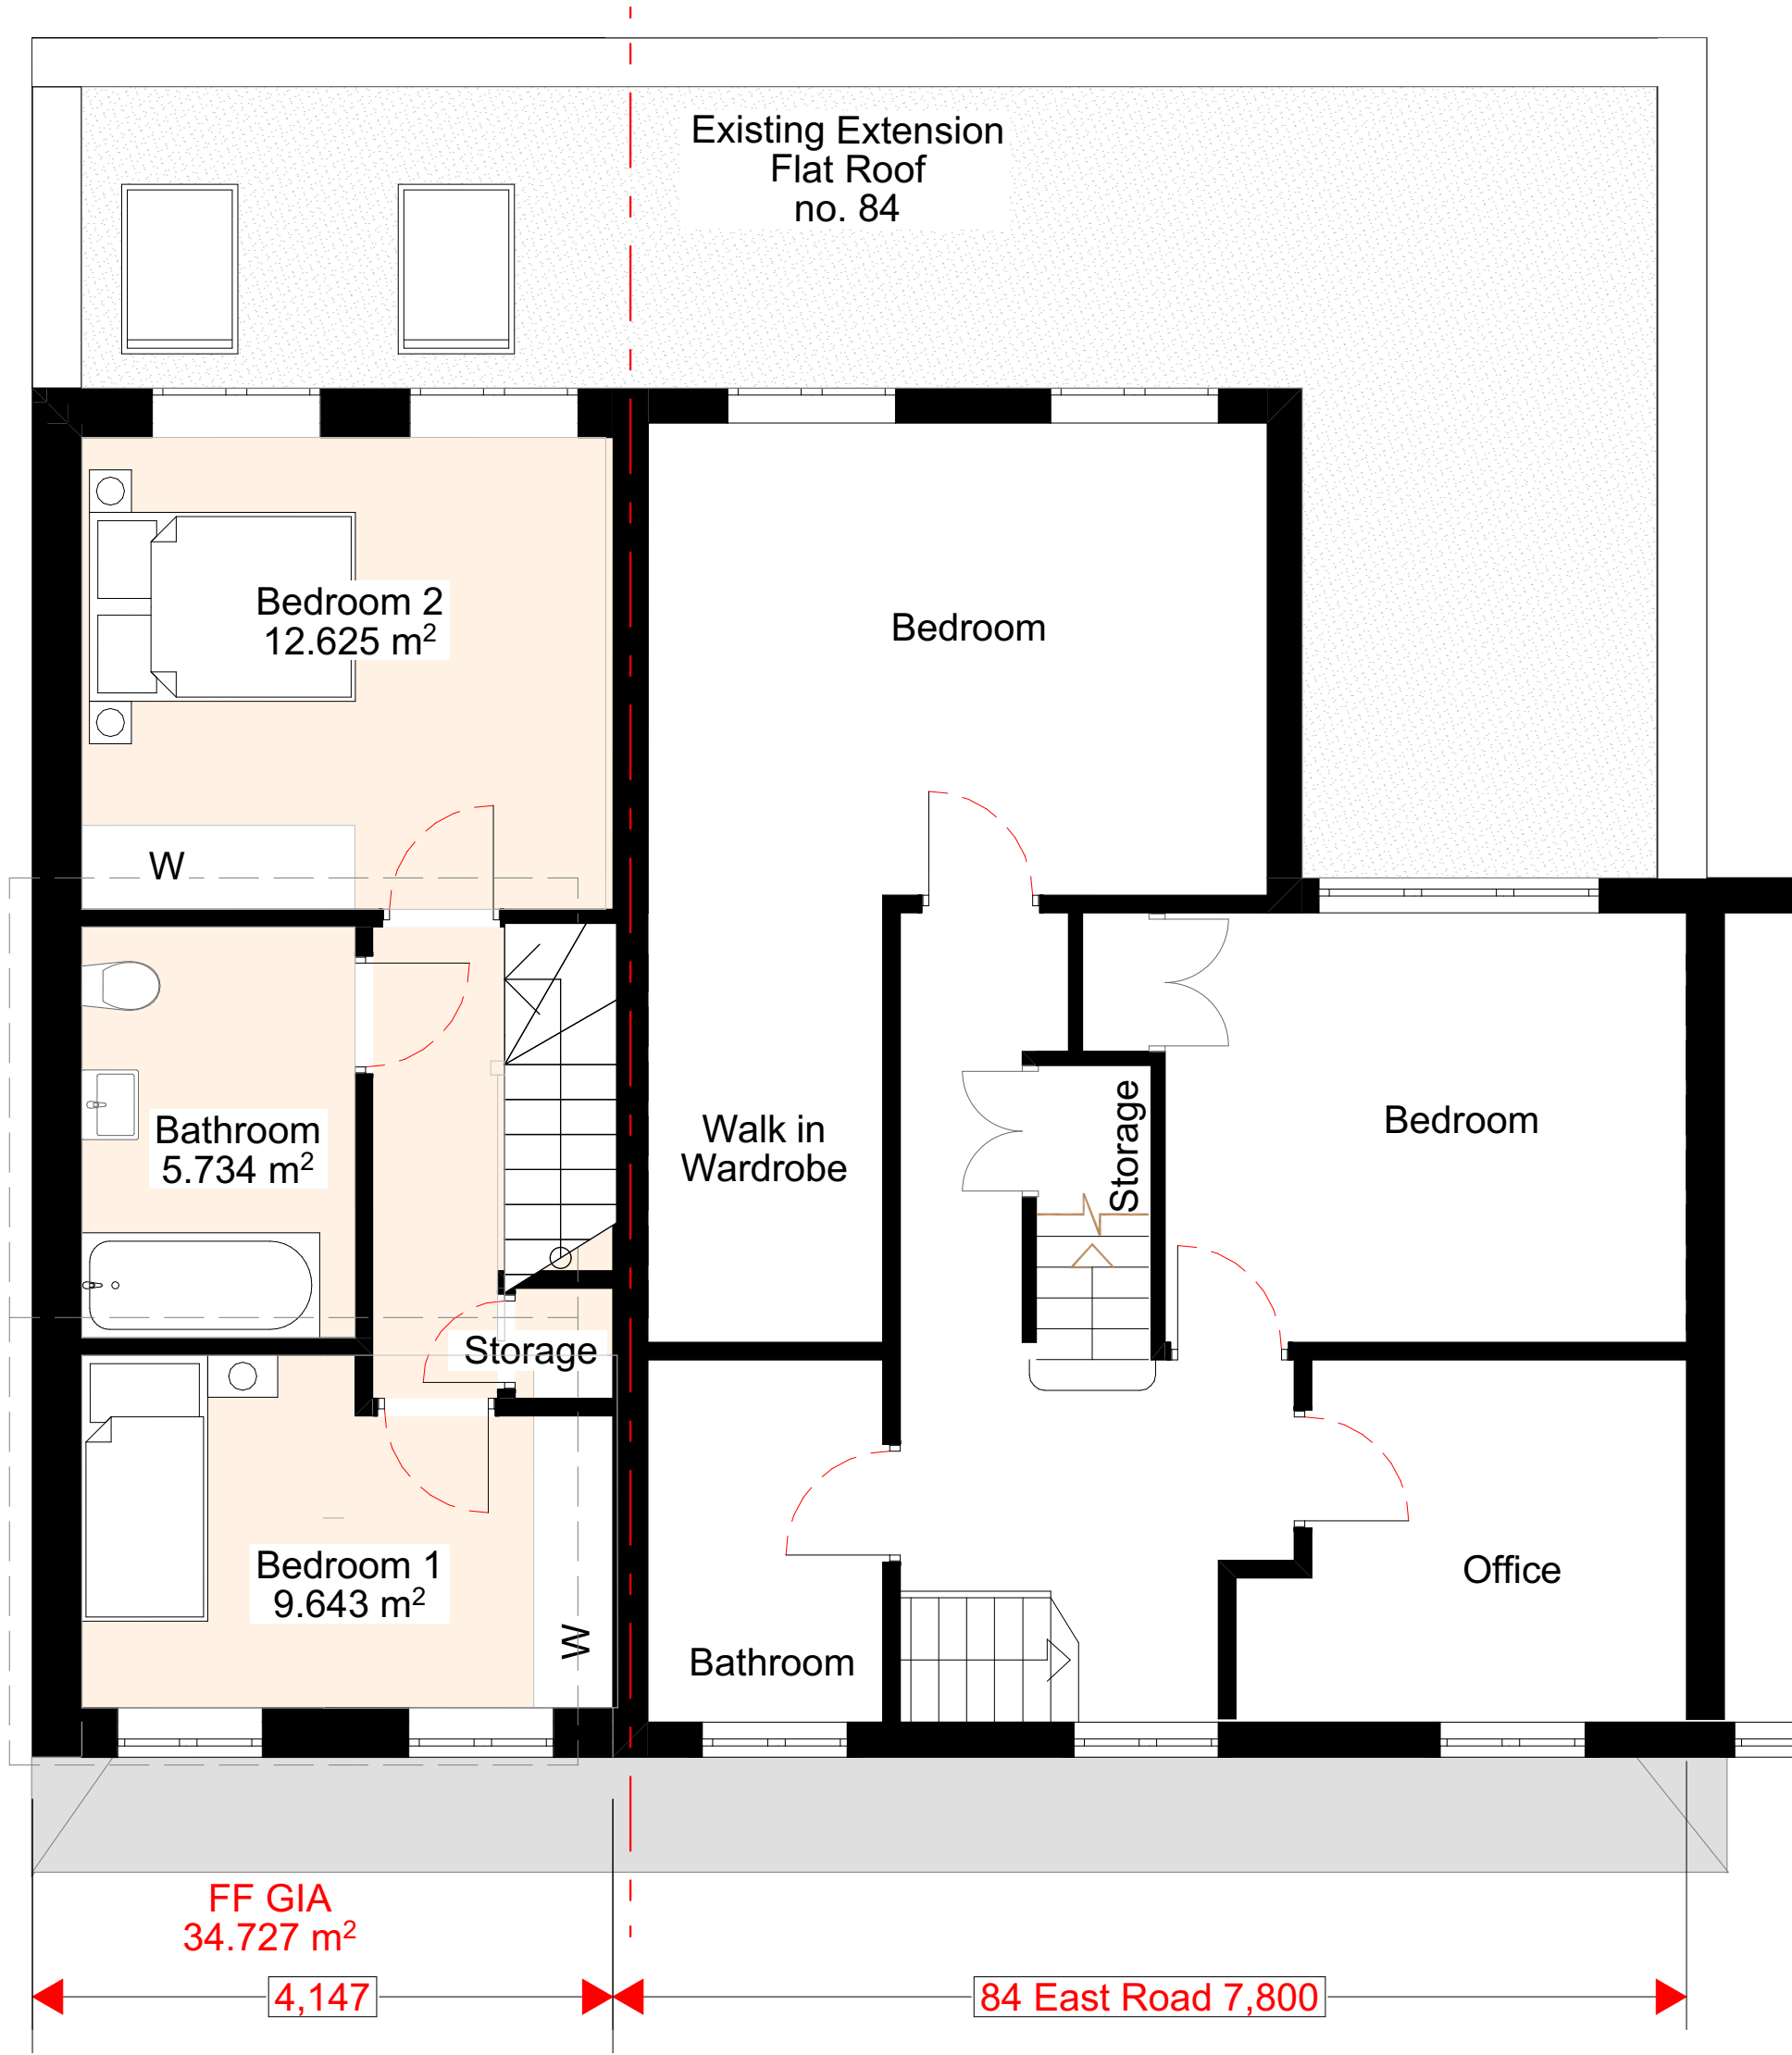 Existing Extension
Flat Roof
no. 84
Bedroom 2
12.625 m²
Bedroom
W
Bathroom
5.734 m²
Walk in
Wardrobe
Storage
Bedroom
Storage
Bedroom 1
9.643 m²
W
Bathroom
Office
FF GIA
34.727 m²
4,147
84 East Road 7,800